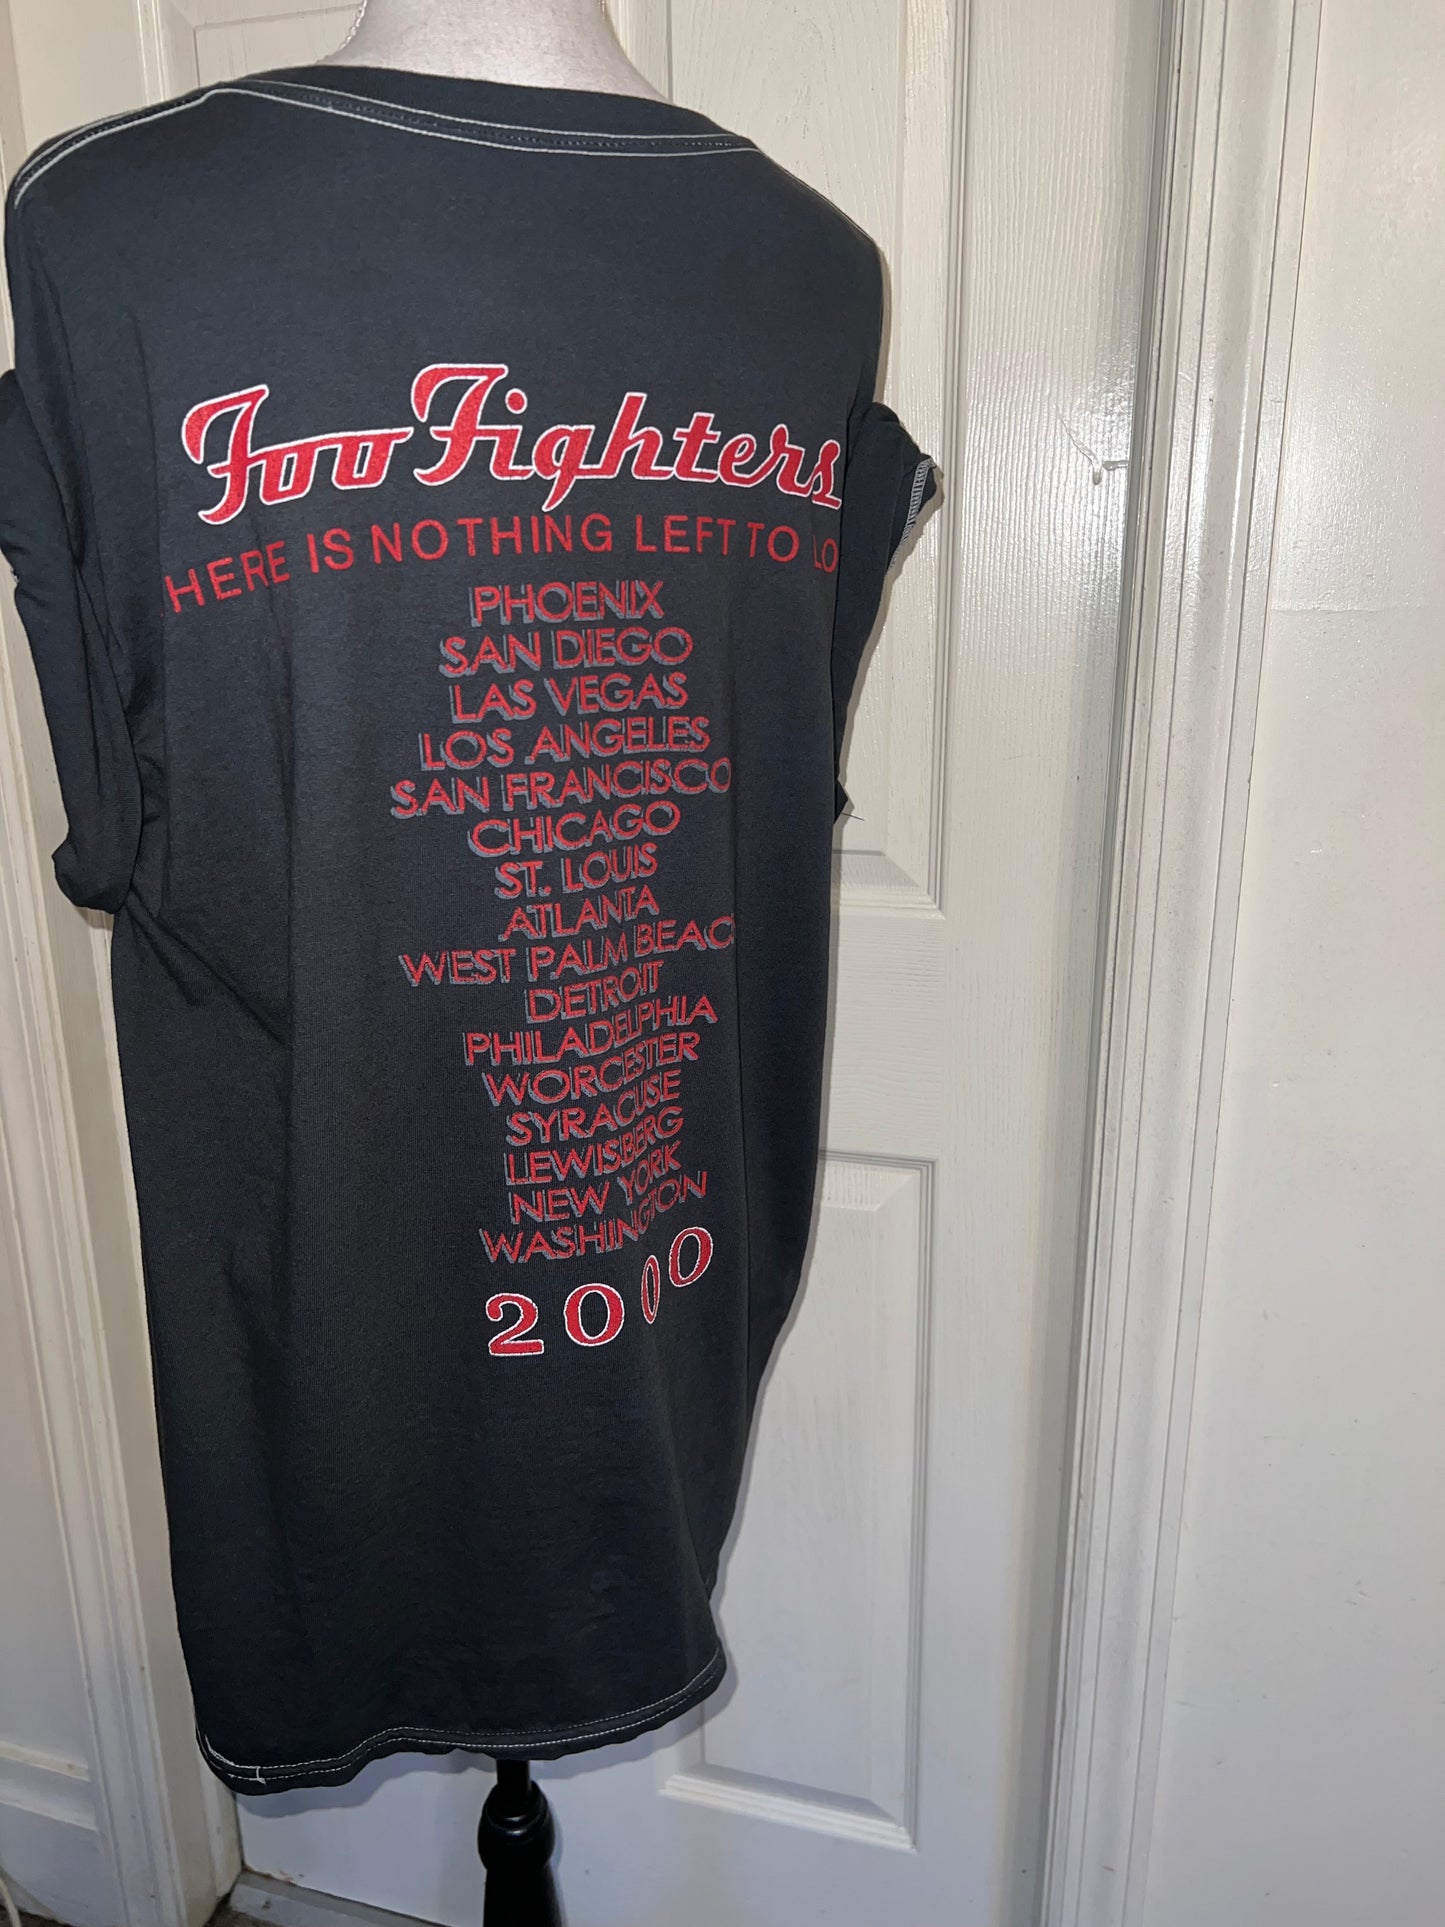 Foo Fighters
HERE IS NOTHING LEFT TO LO
PHOENIX
SAN DIEGO
LAS VEGAS
LOS ANGELES
SAN FRANCISCO
CHICAGO
ST. LOUIS
ATLANTA
WEST PALM BEAC
DETROIT
PHILADELPHIA
WORCESTER
SYRACUSE
LEWISBERG
NEW YORK
WASHINGTON
2000